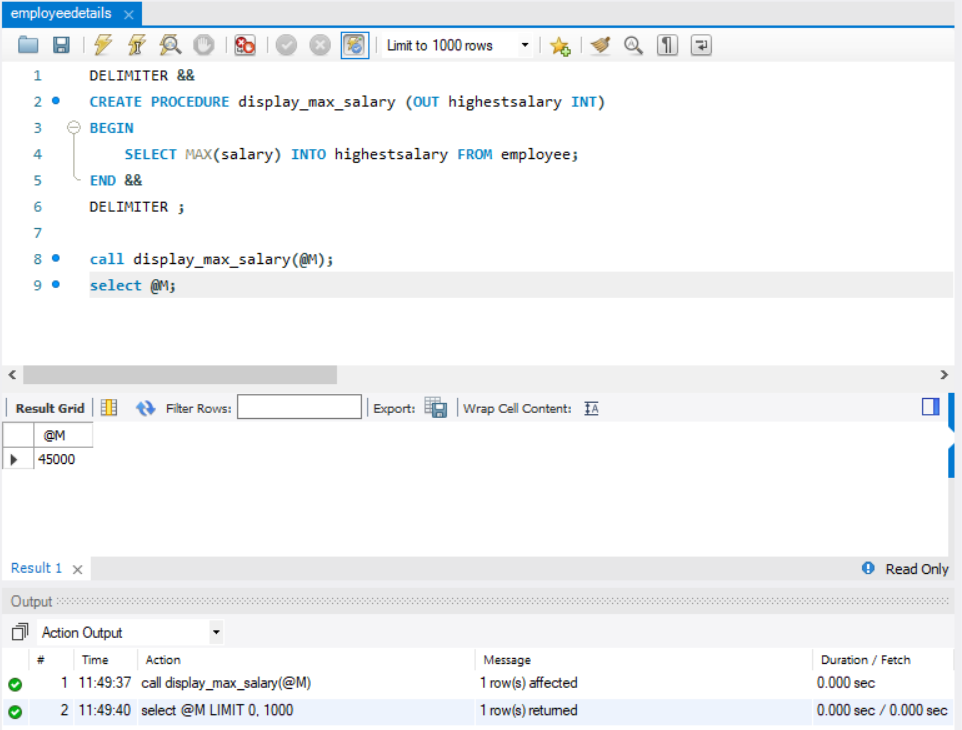 employeedetails
Limit to 1000 rows
1 DELIMITER &&
2 CREATE PROCEDURE display_max_salary (OUT highestsalary INT)
3 BEGIN
4 SELECT MAX(salary) INTO highestsalary FROM employee;
5 END &&
6 DELIMITER ;
7
8 call display_max_salary(@M);
9 select @M;
Result Grid Filter Rows: Export: Wrap Cell Content:
@M
45000
Result 1 Read Only
Output
Action Output
# Time Action Message Duration / Fetch
1 11:49:37 call display_max_salary(@M) 1 row(s) affected 0.000 sec
2 11:49:40 select @M LIMIT 0, 1000 1 row(s) returned 0.000 sec / 0.000 sec